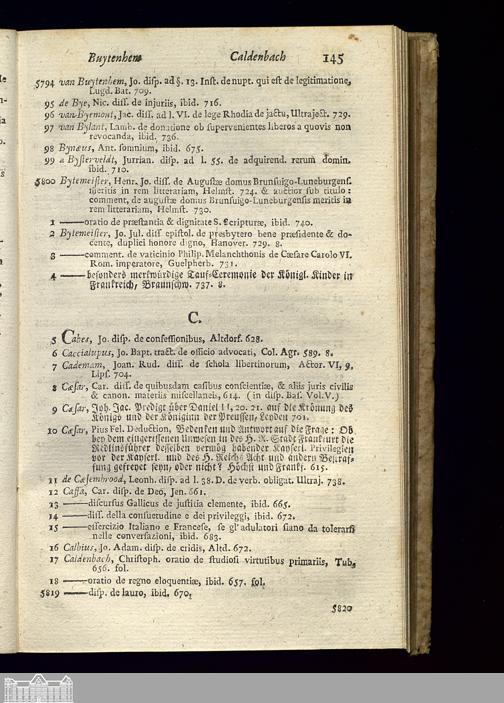 Buytenhem Caldenbach 145
5794 van Buytenhem, Jo. disp. ad §. 13. Inst. de nupt. qui est de legitimatione,
Lugd. Bat. 709.
95 de Bye, Nic. diss. de injuriis, ibid. 716.
96 van Byemont, Jac. diss. ad l. VI. de lege Rhodia de jactu, Ultraject. 729.
97 van Bylant, Lamb. de donatione ob supervenientes liberos a quovis non
revocanda, ibid. 736.
98 Bynæus, Ant. somnium, ibid. 675.
99 a Bysterveldt, Jurrian. disp. ad l. 55. de adquirend. rerum domin.
ibid. 710.
5800 Bytemeister, Henr. Jo. diss. de Augustæ domus Brunsuigo-Luneburgens.
meritis in rem litterariam, Helmst. 724. & auctior sub titulo:
comment. de augustæ domus Brunsuigo-Luneburgensis meritis in
rem litterariam, Helmst. 730.
1 — oratio de præstantia & dignitate S. Scripturæ, ibid. 740.
2 Bytemeister, Jo. Jul. diss. epistol. de presbytero bene præsidente & do-
cente, duplici honore digno, Hanover. 729. 8.
3 — comment. de vaticinio Philip. Melanchthonis de Cæsare Carolo VI.
Rom. imperatore, Guelpherb. 731.
4 — besonders merkwürdige Tauf-Ceremonie der Königl. Kinder in
Frankreich, Braunschw. 737. 8.
C.
5 Cabes, Jo. disp. de confessionibus, Altdorf. 628.
6 Caccialupus, Jo. Bapt. tract. de officio advocati, Col. Agr. 589. 8.
7 Cademam, Joan. Rud. diss. de schola libertinorum, Actor. VI, 9,
Lips. 704.
8 Cæsar, Car. diss. de quibusdam casibus conscientiæ, & aliis juris civilis
& canon. materiis miscellaneis, 614. (in disp. Bas. Vol. V.)
9 Cæsar, Joh. Jac. Predigt über Daniel II, 20. 21. auf die Krönung des
Königs und der Königinn der Preussen, Leyden 701.
10 Cæsar, Pius Fel. Deduction, Bedenken und Antwort auf die Frage: Ob
bey dem eingerissenen Unwesen in des H. R. Stadt Frankfurt die
Rädlinsführer desselben vermög habender Kayserl. Privilegien
vor der Kayserl. und des H. Reichs Acht und andern Bestraf-
fung gefreyet seyn, oder nicht? Höchst und Frankf. 615.
11 de Cæsembrood, Leonh. disp. ad l. 38. D. de verb. obligat. Ultraj. 738.
12 Caffa, Car. disp. de Deo, Jen. 661.
13 — discursus Gallicus de justitia clemente, ibid. 665.
14 — diss. della consuetudine e dei privileggi, ibid. 672.
15 — essercizio Italiano e Francese, se gl'adulatori siano da tolerarsi
nelle conversazioni, ibid. 683.
16 Calbius, Jo. Adam. disp. de cridis, Altd. 672.
17 Caldenbach, Christoph. oratio de studiosi virtutibus primariis, Tub.
656. fol.
18 — oratio de regno eloquentiæ, ibid. 657. fol.
5819 — disp. de lauro, ibid. 670.
5820